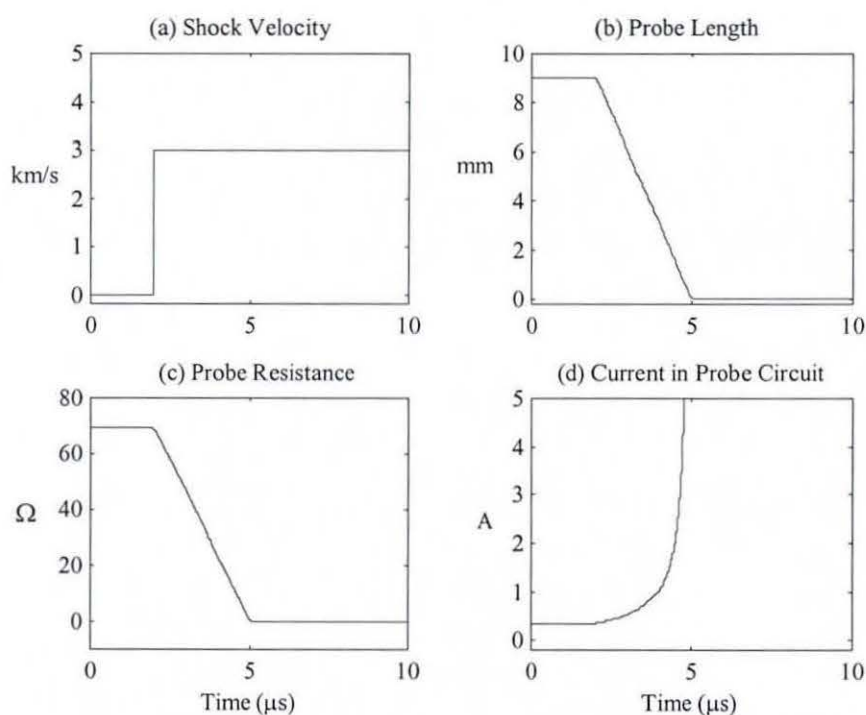 (a) Shock Velocity
5
4
3
km/s
2
1
0
0 5 10
(b) Probe Length
10
8
6
mm
4
2
0
0 5 10
(c) Probe Resistance
80
60
40
Ω
20
0
0 5 10
Time (μs)
(d) Current in Probe Circuit
5
4
3
A
2
1
0
0 5 10
Time (μs)